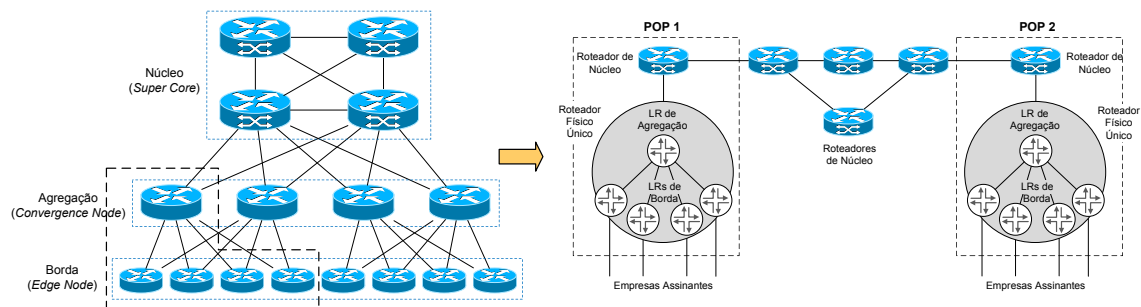 Núcleo
(Super Core)
Agregação
(Convergence Node)
Borda
(Edge Node)
POP 1
Roteador de
Núcleo
Roteador
Físico
Único
LR de
Agregação
LRs de
Borda
Empresas Assinantes
Roteadores
de Núcleo
POP 2
Roteador de
Núcleo
Roteador
Físico
Único
LR de
Agregação
LRs de
Borda
Empresas Assinantes